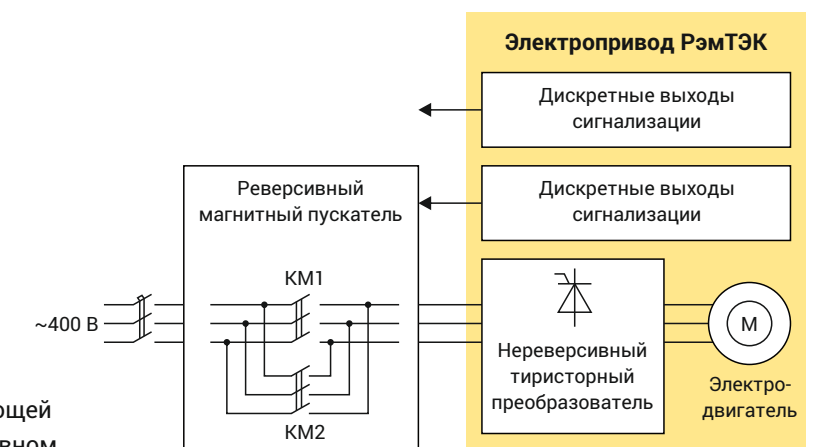 Электропривод РэмТЭК
Дискретные выходы
сигнализации
Реверсивный
магнитный пускатель
Дискретные выходы
сигнализации
КМ1
~400 В
М
Нереверсивный
тиристорный
преобразователь
Электро-
двигатель
КМ2
ющей